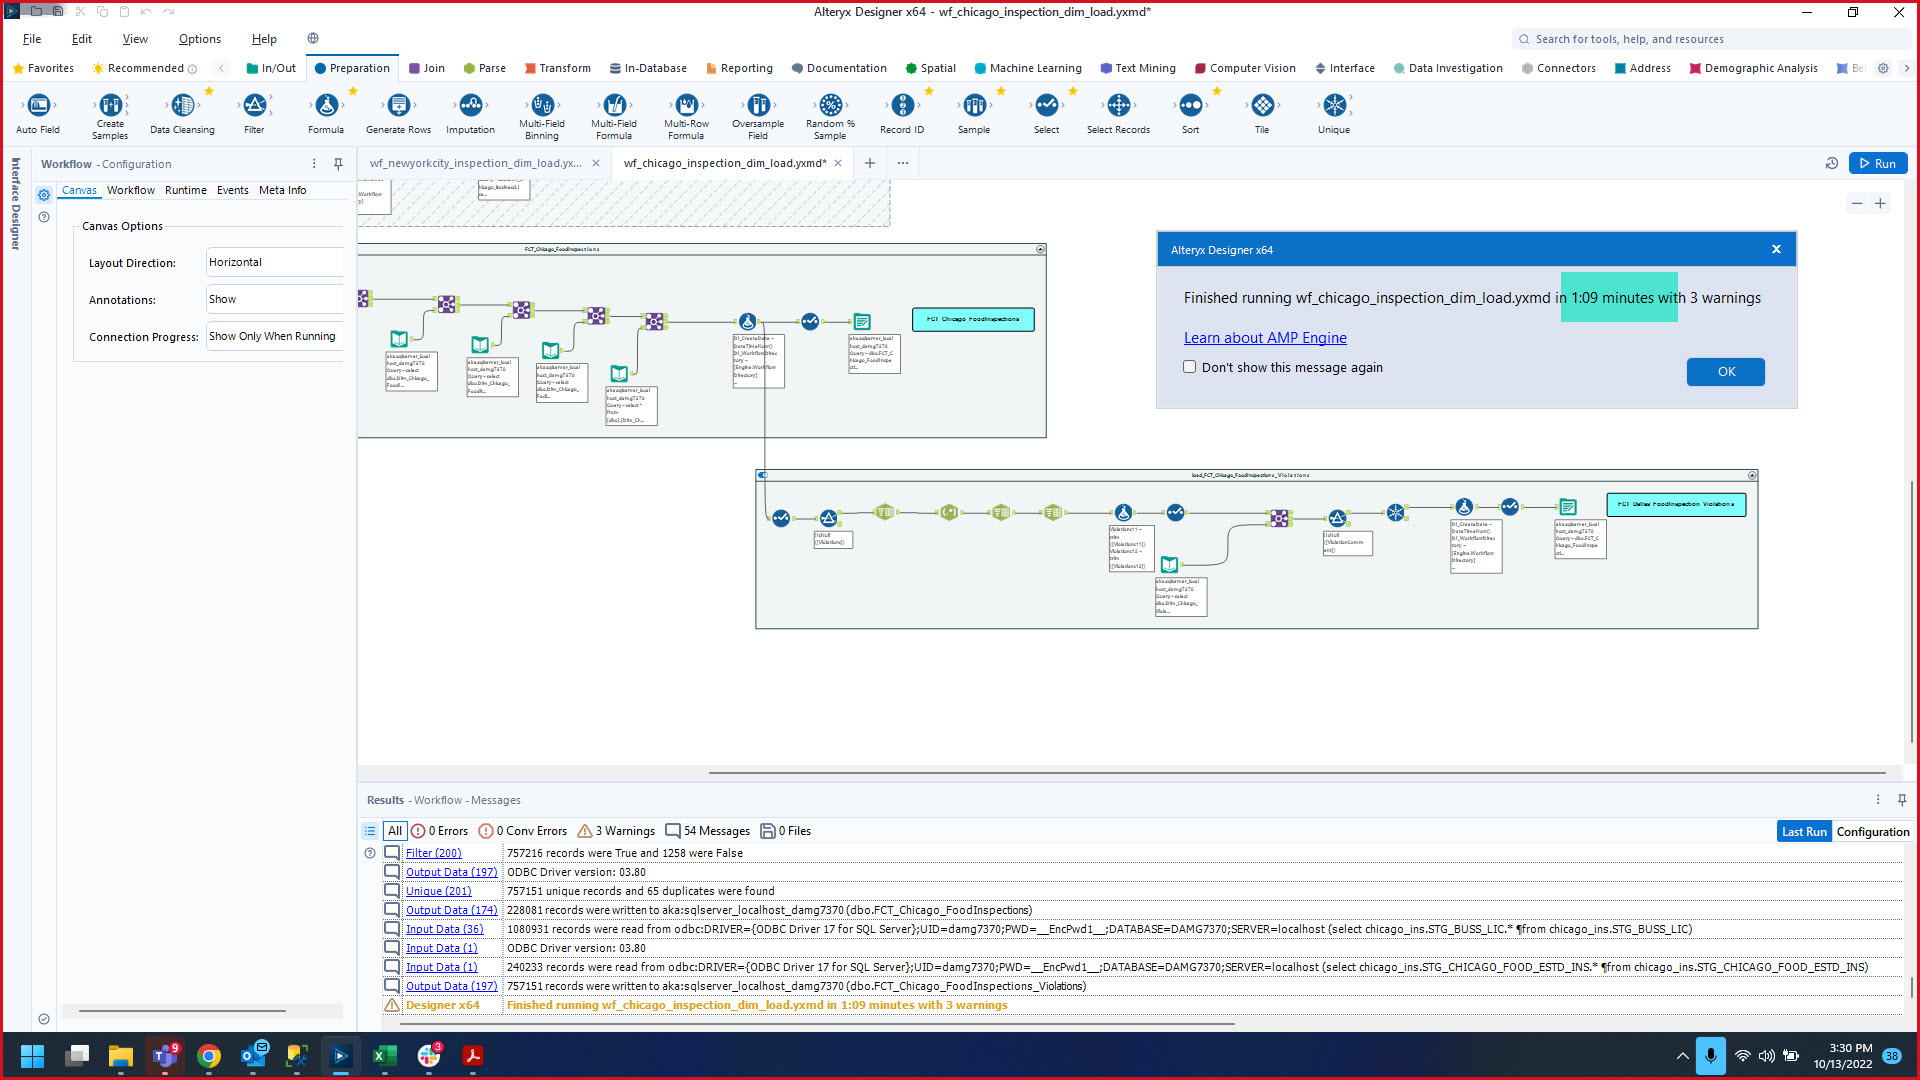 Alteryx Designer x64 - wf_chicago_inspection_dim_load.yxmd*
File Edit View Options Help
Search for tools, help, and resources
Favorites Recommended In/Out Preparation Join Parse Transform In-Database Reporting Documentation Spatial Machine Learning Text Mining Computer Vision Interface Data Investigation Connectors Address Demographic Analysis Be
Auto Field Create Samples Data Cleansing Filter Formula Generate Rows Imputation Multi-Field Binning Multi-Field Formula Multi-Row Formula Oversample Field Random % Sample Record ID Sample Select Select Records Sort Tile Unique
Interface Designer
Workflow - Configuration
wf_newyorkcity_inspection_dim_load.yx... wf_chicago_inspection_dim_load.yxmd*
Run
Canvas Workflow Runtime Events Meta Info
Canvas Options
Layout Direction: Horizontal
Annotations: Show
Connection Progress: Show Only When Running
FCT_Chicago_FoodInspections
FCT Chicago FoodInspections
Alteryx Designer x64
Finished running wf_chicago_inspection_dim_load.yxmd in 1:09 minutes with 3 warnings
Learn about AMP Engine
Don't show this message again
OK
load_FCT_Chicago_FoodInspections_Violations
FCT Dallas FoodInspection Violations
Results - Workflow - Messages
All 0 Errors 0 Conv Errors 3 Warnings 54 Messages 0 Files
Last Run Configuration
Filter (200) 757216 records were True and 1258 were False
Output Data (197) ODBC Driver version: 03.80
Unique (201) 757151 unique records and 65 duplicates were found
Output Data (174) 228081 records were written to aka:sqlserver_localhost_damg7370 (dbo.FCT_Chicago_FoodInspections)
Input Data (36) 1080931 records were read from odbc:DRIVER={ODBC Driver 17 for SQL Server};UID=damg7370;PWD=__EncPwd1__;DATABASE=DAMG7370;SERVER=localhost (select chicago_ins.STG_BUSS_LIC.* ¶from chicago_ins.STG_BUSS_LIC)
Input Data (1) ODBC Driver version: 03.80
Input Data (1) 240233 records were read from odbc:DRIVER={ODBC Driver 17 for SQL Server};UID=damg7370;PWD=__EncPwd1__;DATABASE=DAMG7370;SERVER=localhost (select chicago_ins.STG_CHICAGO_FOOD_ESTD_INS.* ¶from chicago_ins.STG_CHICAGO_FOOD_ESTD_INS)
Output Data (197) 757151 records were written to aka:sqlserver_localhost_damg7370 (dbo.FCT_Chicago_FoodInspections_Violations)
Designer x64 Finished running wf_chicago_inspection_dim_load.yxmd in 1:09 minutes with 3 warnings
9
3
3:30 PM
10/13/2022
38